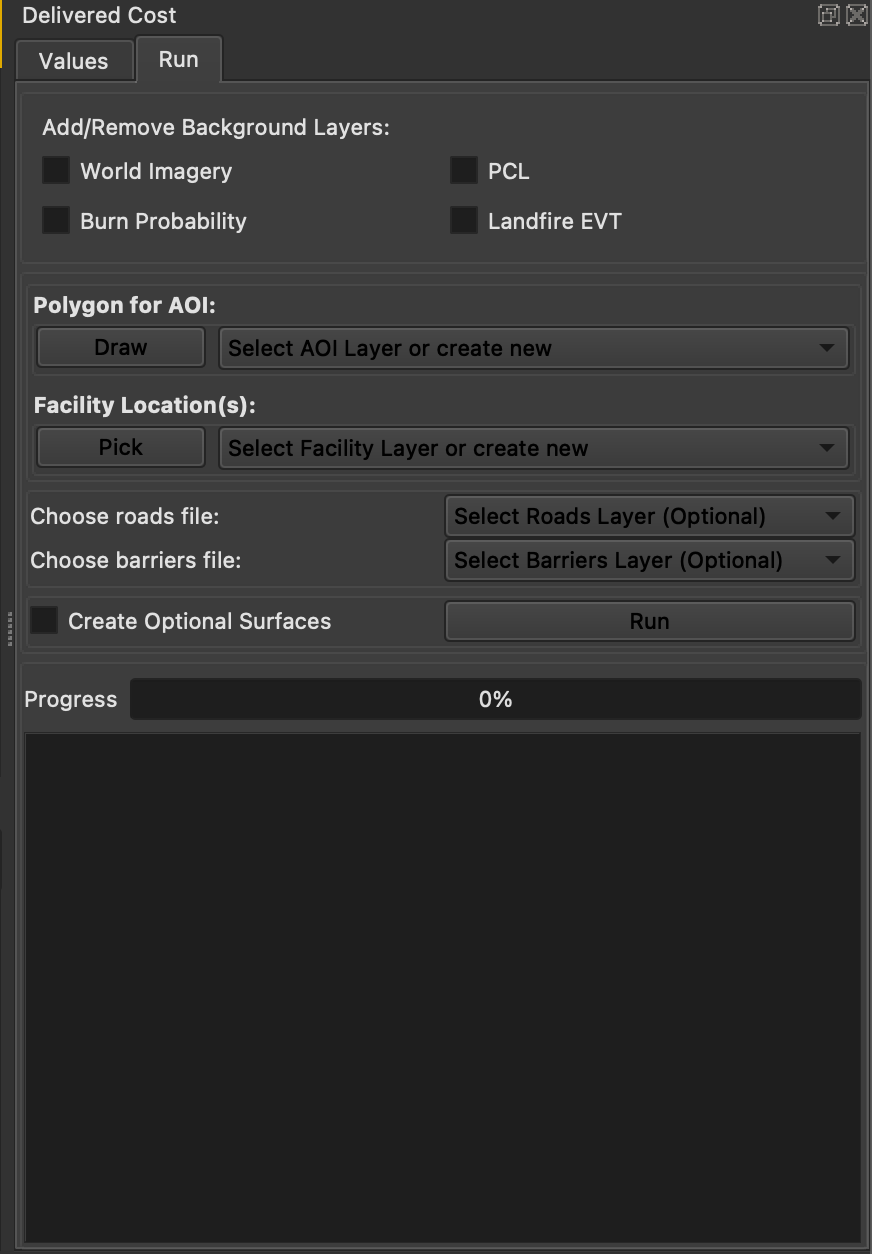 Delivered Cost
Values
Run
Add/Remove Background Layers:
World Imagery
PCL
Burn Probability
Landfire EVT
Polygon for AOI:
Draw
Select AOI Layer or create new
Facility Location(s):
Pick
Select Facility Layer or create new
Choose roads file:
Select Roads Layer (Optional)
Choose barriers file:
Select Barriers Layer (Optional)
Create Optional Surfaces
Run
Progress
0%